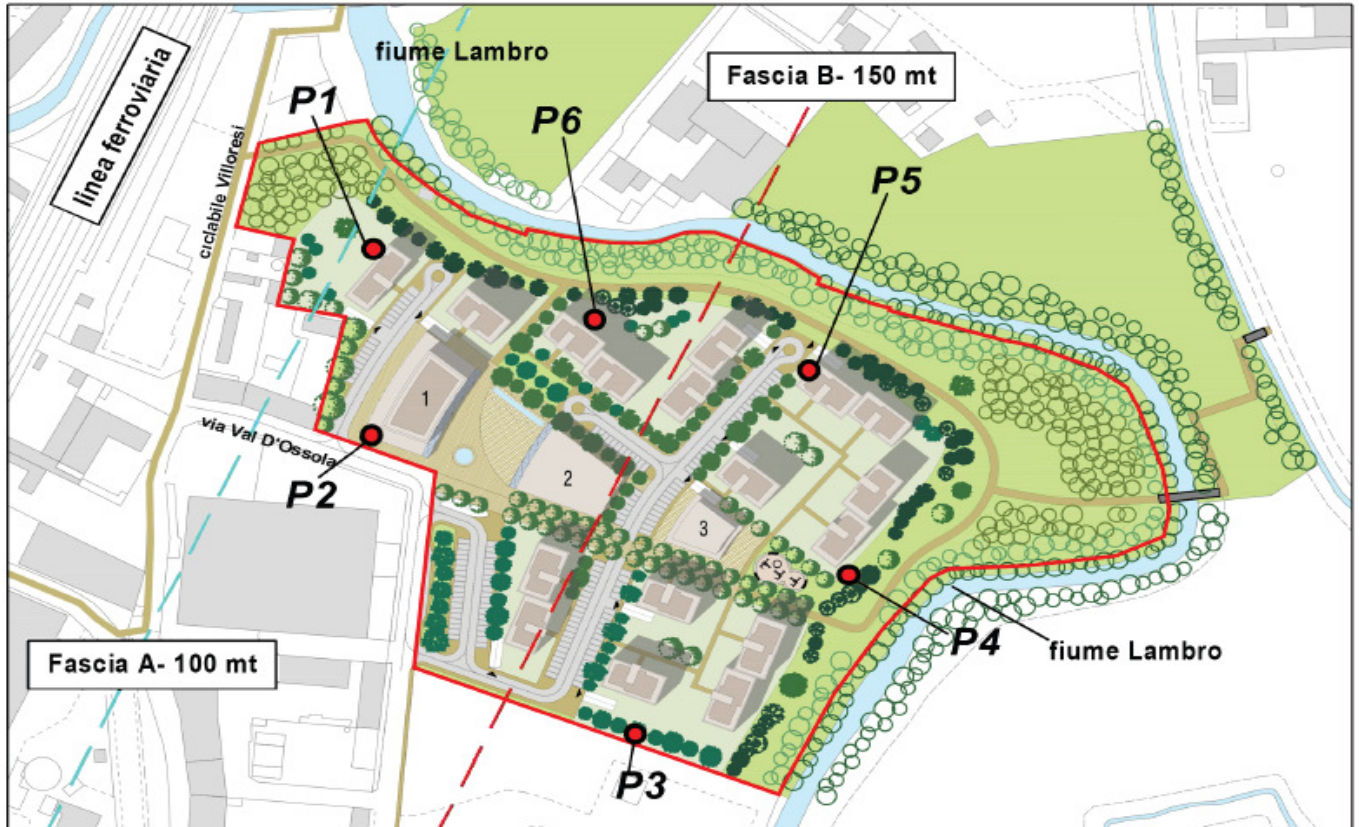 fiume Lambro
linea ferroviaria
Fascia B- 150 mt
P1
P6
ciclabile Villoresi
P5
1
via Val D'Ossola
P2
2
3
Fascia A- 100 mt
P4
fiume Lambro
P3